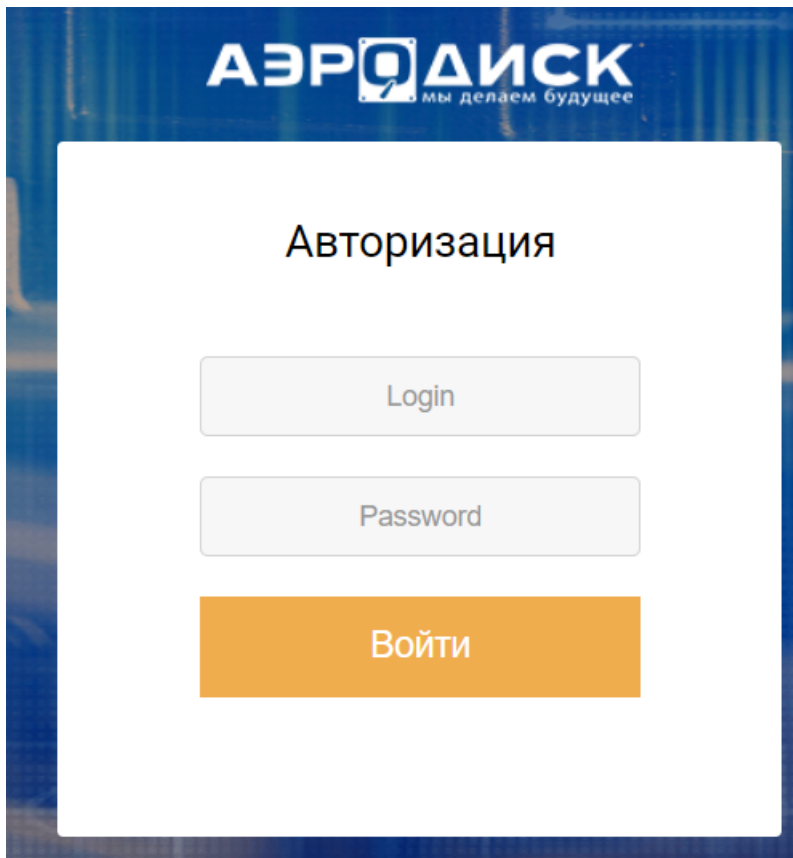 АЭРОДИСК
мы делаем будущее
Авторизация
Login
Password
Войти